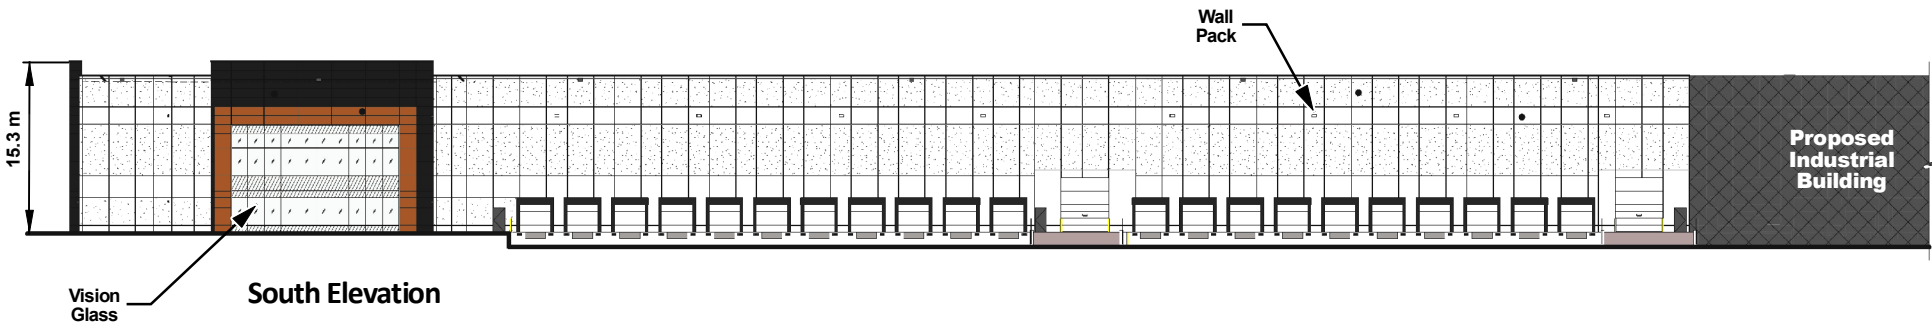 Wall
Pack
15.3 m
Proposed
Industrial
Building
Vision
Glass
South Elevation